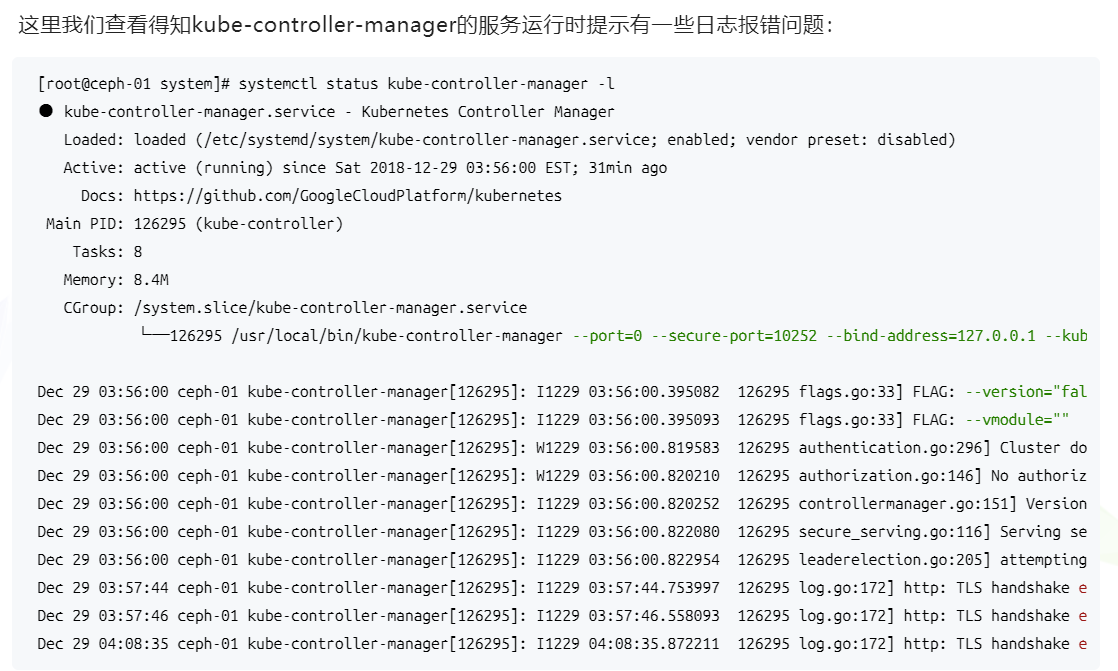 这里我们查看得知kube-controller-manager的服务运行时提示有一些日志报错问题：
[root@ceph-01 system]# systemctl status kube-controller-manager -l
● kube-controller-manager.service - Kubernetes Controller Manager
Loaded: loaded (/etc/systemd/system/kube-controller-manager.service; enabled; vendor preset: disabled)
Active: active (running) since Sat 2018-12-29 03:56:00 EST; 31min ago
Docs: https://github.com/GoogleCloudPlatform/kubernetes
Main PID: 126295 (kube-controller)
Tasks: 8
Memory: 8.4M
CGroup: /system.slice/kube-controller-manager.service
└──126295 /usr/local/bin/kube-controller-manager --port=0 --secure-port=10252 --bind-address=127.0.0.1 --kub
Dec 29 03:56:00 ceph-01 kube-controller-manager[126295]: I1229 03:56:00.395082  126295 flags.go:33] FLAG: --version="fal
Dec 29 03:56:00 ceph-01 kube-controller-manager[126295]: I1229 03:56:00.395093  126295 flags.go:33] FLAG: --vmodule=""
Dec 29 03:56:00 ceph-01 kube-controller-manager[126295]: W1229 03:56:00.819583  126295 authentication.go:296] Cluster do
Dec 29 03:56:00 ceph-01 kube-controller-manager[126295]: W1229 03:56:00.820210  126295 authorization.go:146] No authoriz
Dec 29 03:56:00 ceph-01 kube-controller-manager[126295]: I1229 03:56:00.820252  126295 controllermanager.go:151] Version
Dec 29 03:56:00 ceph-01 kube-controller-manager[126295]: I1229 03:56:00.822080  126295 secure_serving.go:116] Serving se
Dec 29 03:56:00 ceph-01 kube-controller-manager[126295]: I1229 03:56:00.822954  126295 leaderelection.go:205] attempting
Dec 29 03:57:44 ceph-01 kube-controller-manager[126295]: I1229 03:57:44.753997  126295 log.go:172] http: TLS handshake e
Dec 29 03:57:46 ceph-01 kube-controller-manager[126295]: I1229 03:57:46.558093  126295 log.go:172] http: TLS handshake e
Dec 29 04:08:35 ceph-01 kube-controller-manager[126295]: I1229 04:08:35.872211  126295 log.go:172] http: TLS handshake e